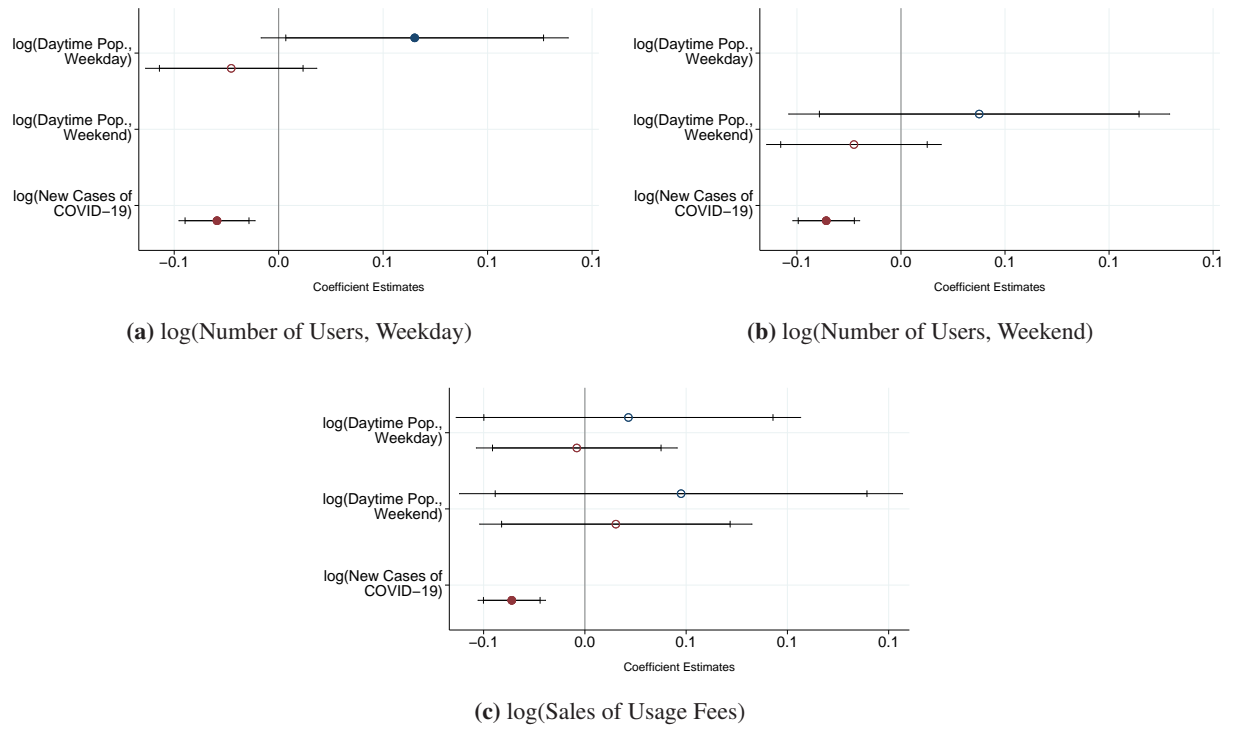 log(Daytime Pop.,
Weekday)
log(Daytime Pop.,
Weekend)
log(New Cases of
COVID−19)
−0.1 0.0 0.1 0.1 0.1
Coefficient Estimates
(a) log(Number of Users, Weekday)
log(Daytime Pop.,
Weekday)
log(Daytime Pop.,
Weekend)
log(New Cases of
COVID−19)
−0.1 0.0 0.1 0.1 0.1
Coefficient Estimates
(b) log(Number of Users, Weekend)
log(Daytime Pop.,
Weekday)
log(Daytime Pop.,
Weekend)
log(New Cases of
COVID−19)
−0.1 0.0 0.1 0.1 0.1
Coefficient Estimates
(c) log(Sales of Usage Fees)